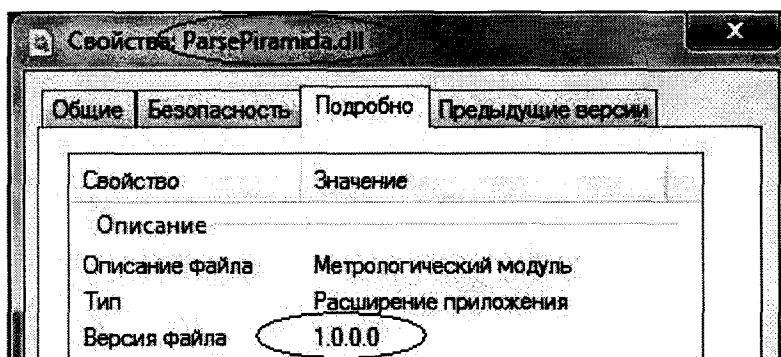 Свойства: ParsePiramida.dll
Общие Безопасность Подробно Предыдущие версии
Свойство Значение
Описание
Описание файла Метрологический модуль
Тип Расширение приложения
Версия файла 1.0.0.0